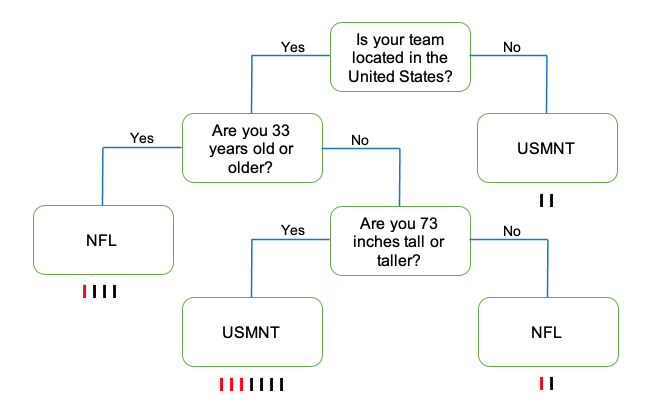 Is your team
located in the
United States?
Yes
No
Are you 33
years old or
older?
USMNT
Yes
No
NFL
Are you 73
inches tall or
taller?
Yes
No
USMNT
NFL